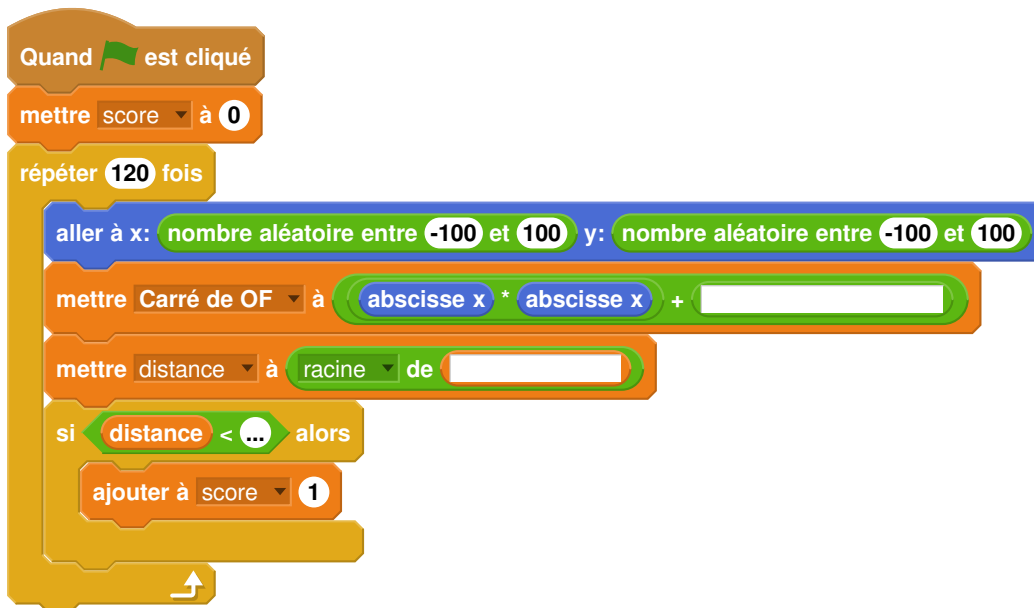 Quand est cliqué
mettre score à 0
répéter 120 fois
aller à x: nombre aléatoire entre -100 et 100 y: nombre aléatoire entre -100 et 100
mettre Carré de OF à abscisse x * abscisse x +
mettre distance à racine de
si distance < ... alors
ajouter à score 1